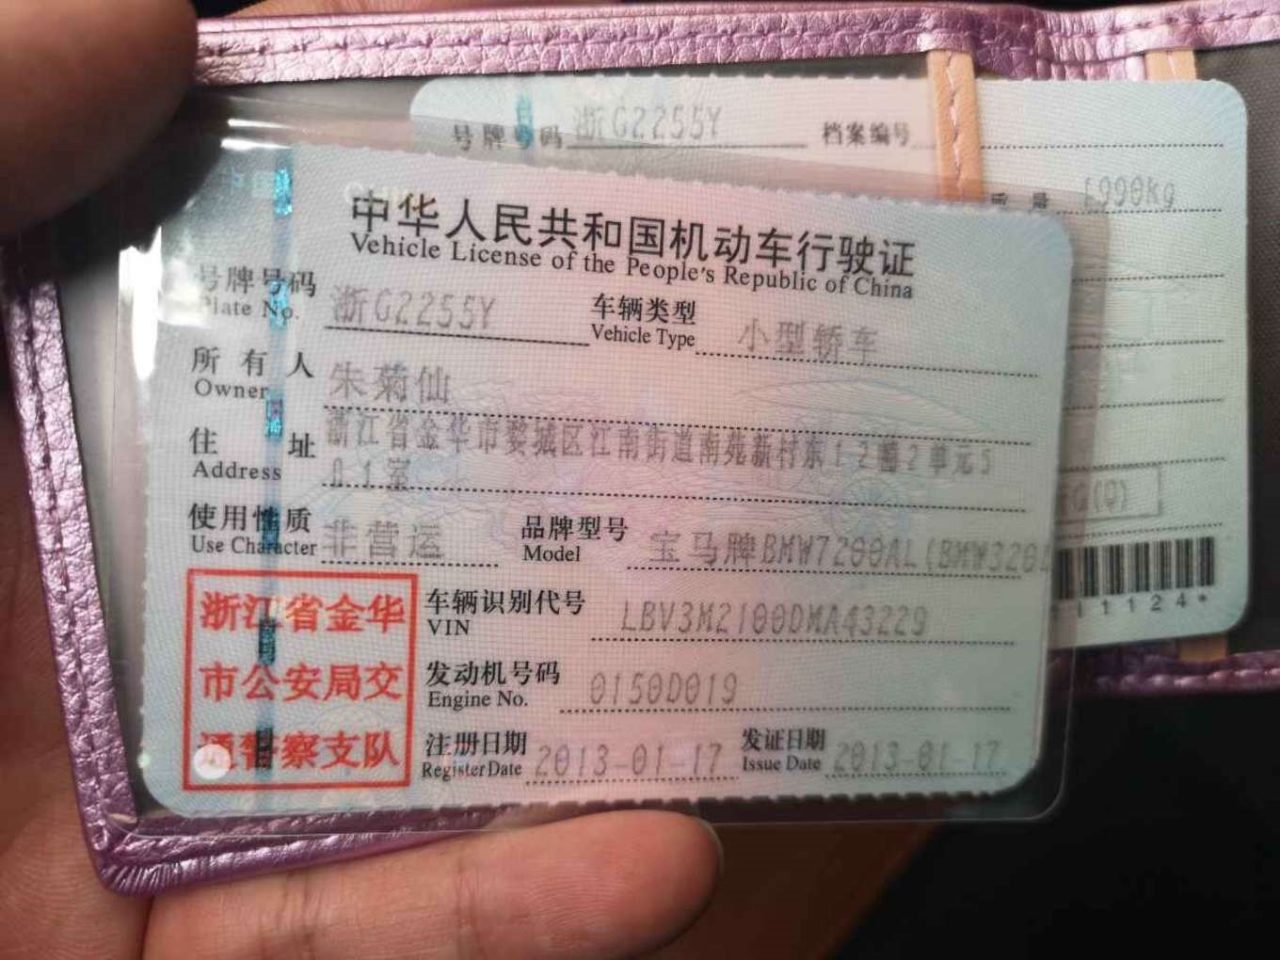 号牌号码 浙G2255Y 档案编号
质量 1990kg
中华人民共和国机动车行驶证
Vehicle License of the People's Republic of China
号牌号码 浙G2255Y 车辆类型 小型轿车
Plate No. Vehicle Type
所有人 朱菊仙
Owner
住址 浙江省金华市婺城区江南街道南苑新村东12幢2单元5
Address 01室
使用性质 非营运 品牌型号 宝马牌BMW7200AL(BMW320L
Use Character Model
浙江省金华
市公安局交
通警察支队
车辆识别代号 LBV3M2100DMA43229
VIN
发动机号码 0150D019
Engine No.
注册日期 2013-01-17 发证日期 2013-01-17
Register Date Issue Date
G(Q)
11124*